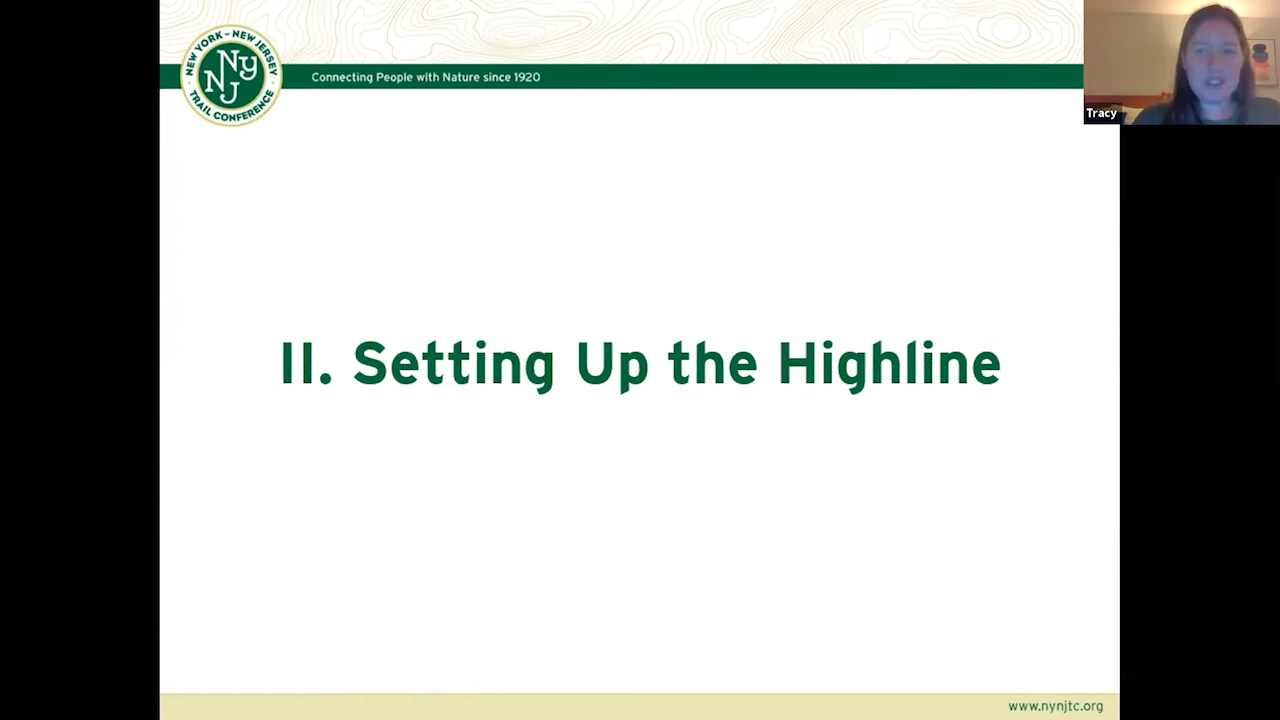 NEW YORK – NEW JERSEY
NY
NJ
TRAIL CONFERENCE
Connecting People with Nature since 1920
Tracy
II. Setting Up the Highline
www.nynjtc.org